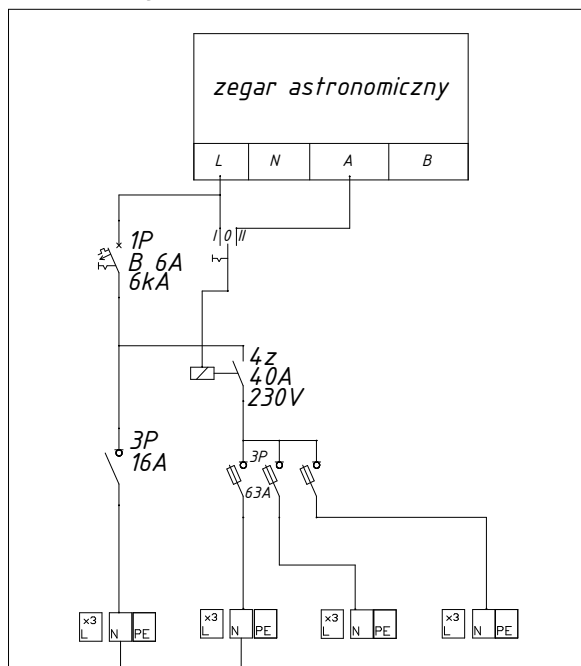 zegar astronomiczny
L N A B
I 0 II
1P
B 6A
6kA
4z
40A
230V
3P
16A
3P
63A
x3
L N PE
x3
L N PE
x3
L N PE
x3
L N PE